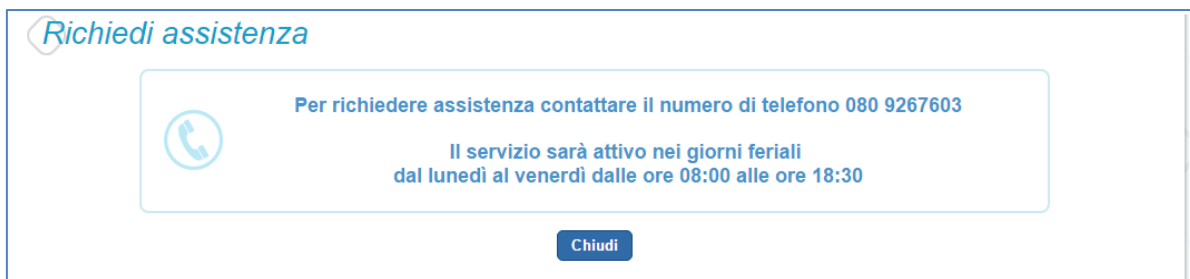 Richiedi assistenza
Per richiedere assistenza contattare il numero di telefono 080 9267603
Il servizio sarà attivo nei giorni feriali
dal lunedì al venerdì dalle ore 08:00 alle ore 18:30
Chiudi